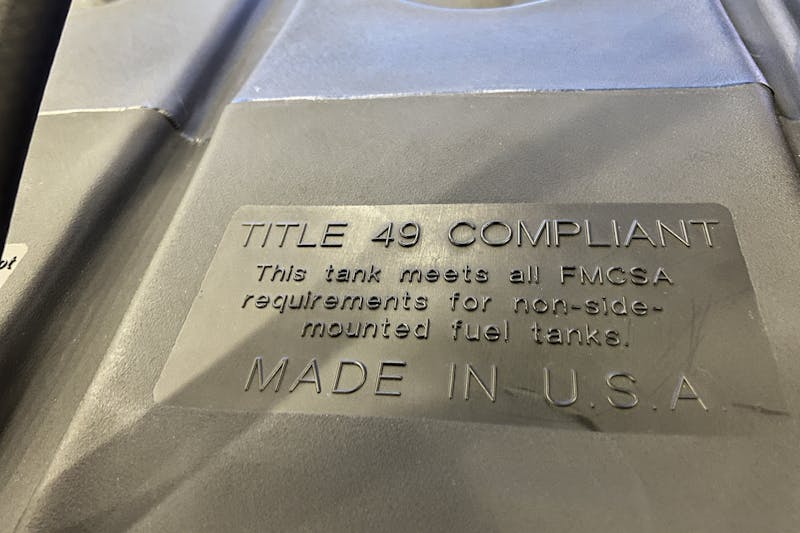 TITLE 49 COMPLIANT
This tank meets all FMCSA
requirements for non-side-
mounted fuel tanks.
MADE IN U.S.A.